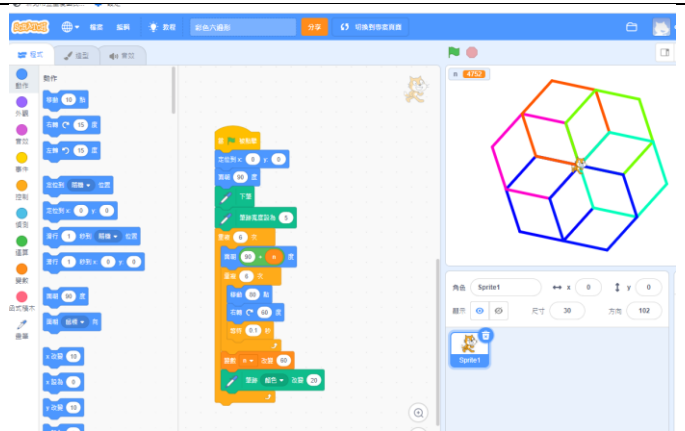 SCRATCH 檔案 編輯 教程 彩色六邊形 分享 切換到專案頁面
程式 造型 音效
n 4752
動作
動作
外觀
音效
事件
控制
偵測
運算
變數
函式積木
畫筆
移動 10 點
右轉 15 度
左轉 15 度
定位到 隨機 位置
定位到 x: 0 y: 0
滑行 1 秒到 隨機 位置
滑行 1 秒到 x: 0 y: 0
面朝 90 度
面朝 鼠標 向
x 改變 10
x 設為 0
y 改變 10
當 被點擊
定位到 x: 0 y: 0
面朝 90 度
下筆
筆跡寬度設為 5
重複 6 次
面朝 90 + n 度
重複 6 次
移動 80 點
右轉 60 度
等待 0.1 秒
變數 n 改變 60
筆跡 顏色 改變 20
角色 Sprite1 x 0 y 0
顯示 尺寸 30 方向 102
Sprite1